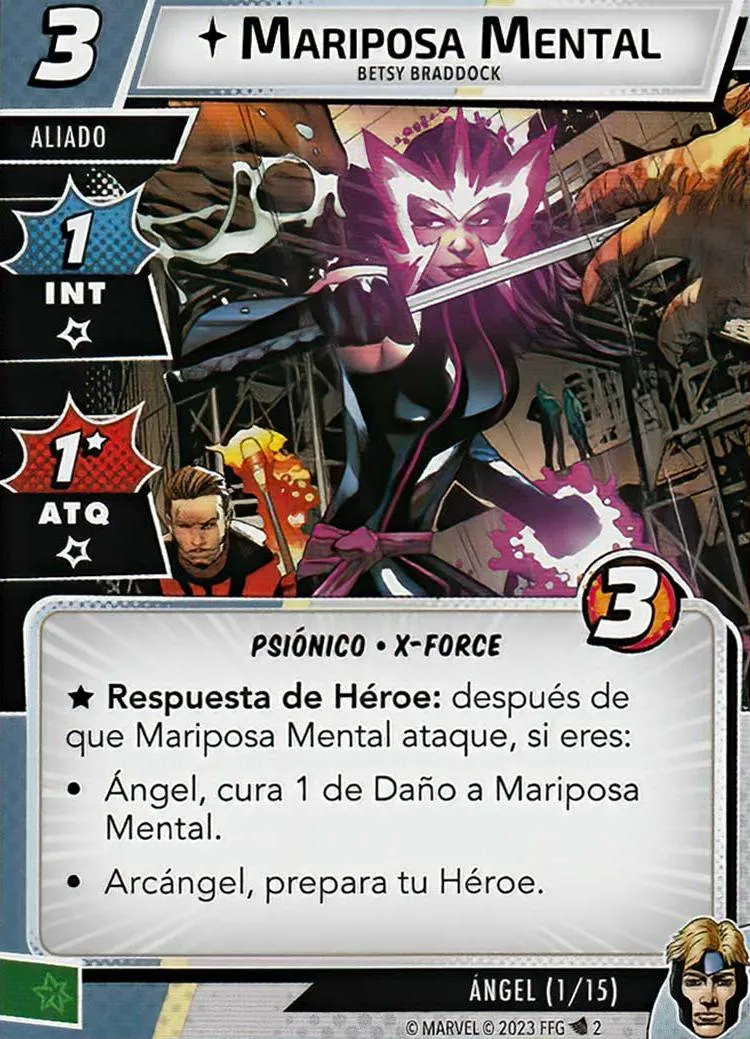 3
MARIPOSA MENTAL
BETSY BRADDOCK
ALIADO
1
INT
1
ATQ
3
PSIÓNICO • X-FORCE
★ Respuesta de Héroe: después de
que Mariposa Mental ataque, si eres:
• Ángel, cura 1 de Daño a Mariposa
Mental.
• Arcángel, prepara tu Héroe.
ÁNGEL (1/15)
© MARVEL © 2023 FFG 2